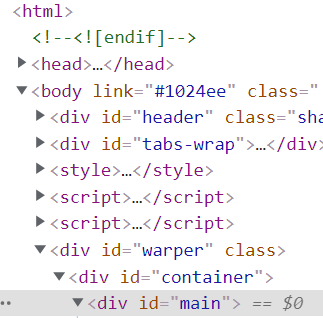 <html>
<!--<![endif]-->
<head>…</head>
<body link="#1024ee" class="
<div id="header" class="sha
<div id="tabs-wrap">…</div>
<style>…</style>
<script>…</script>
<script>…</script>
<div id="warper" class>
<div id="container">
<div id="main"> == $0